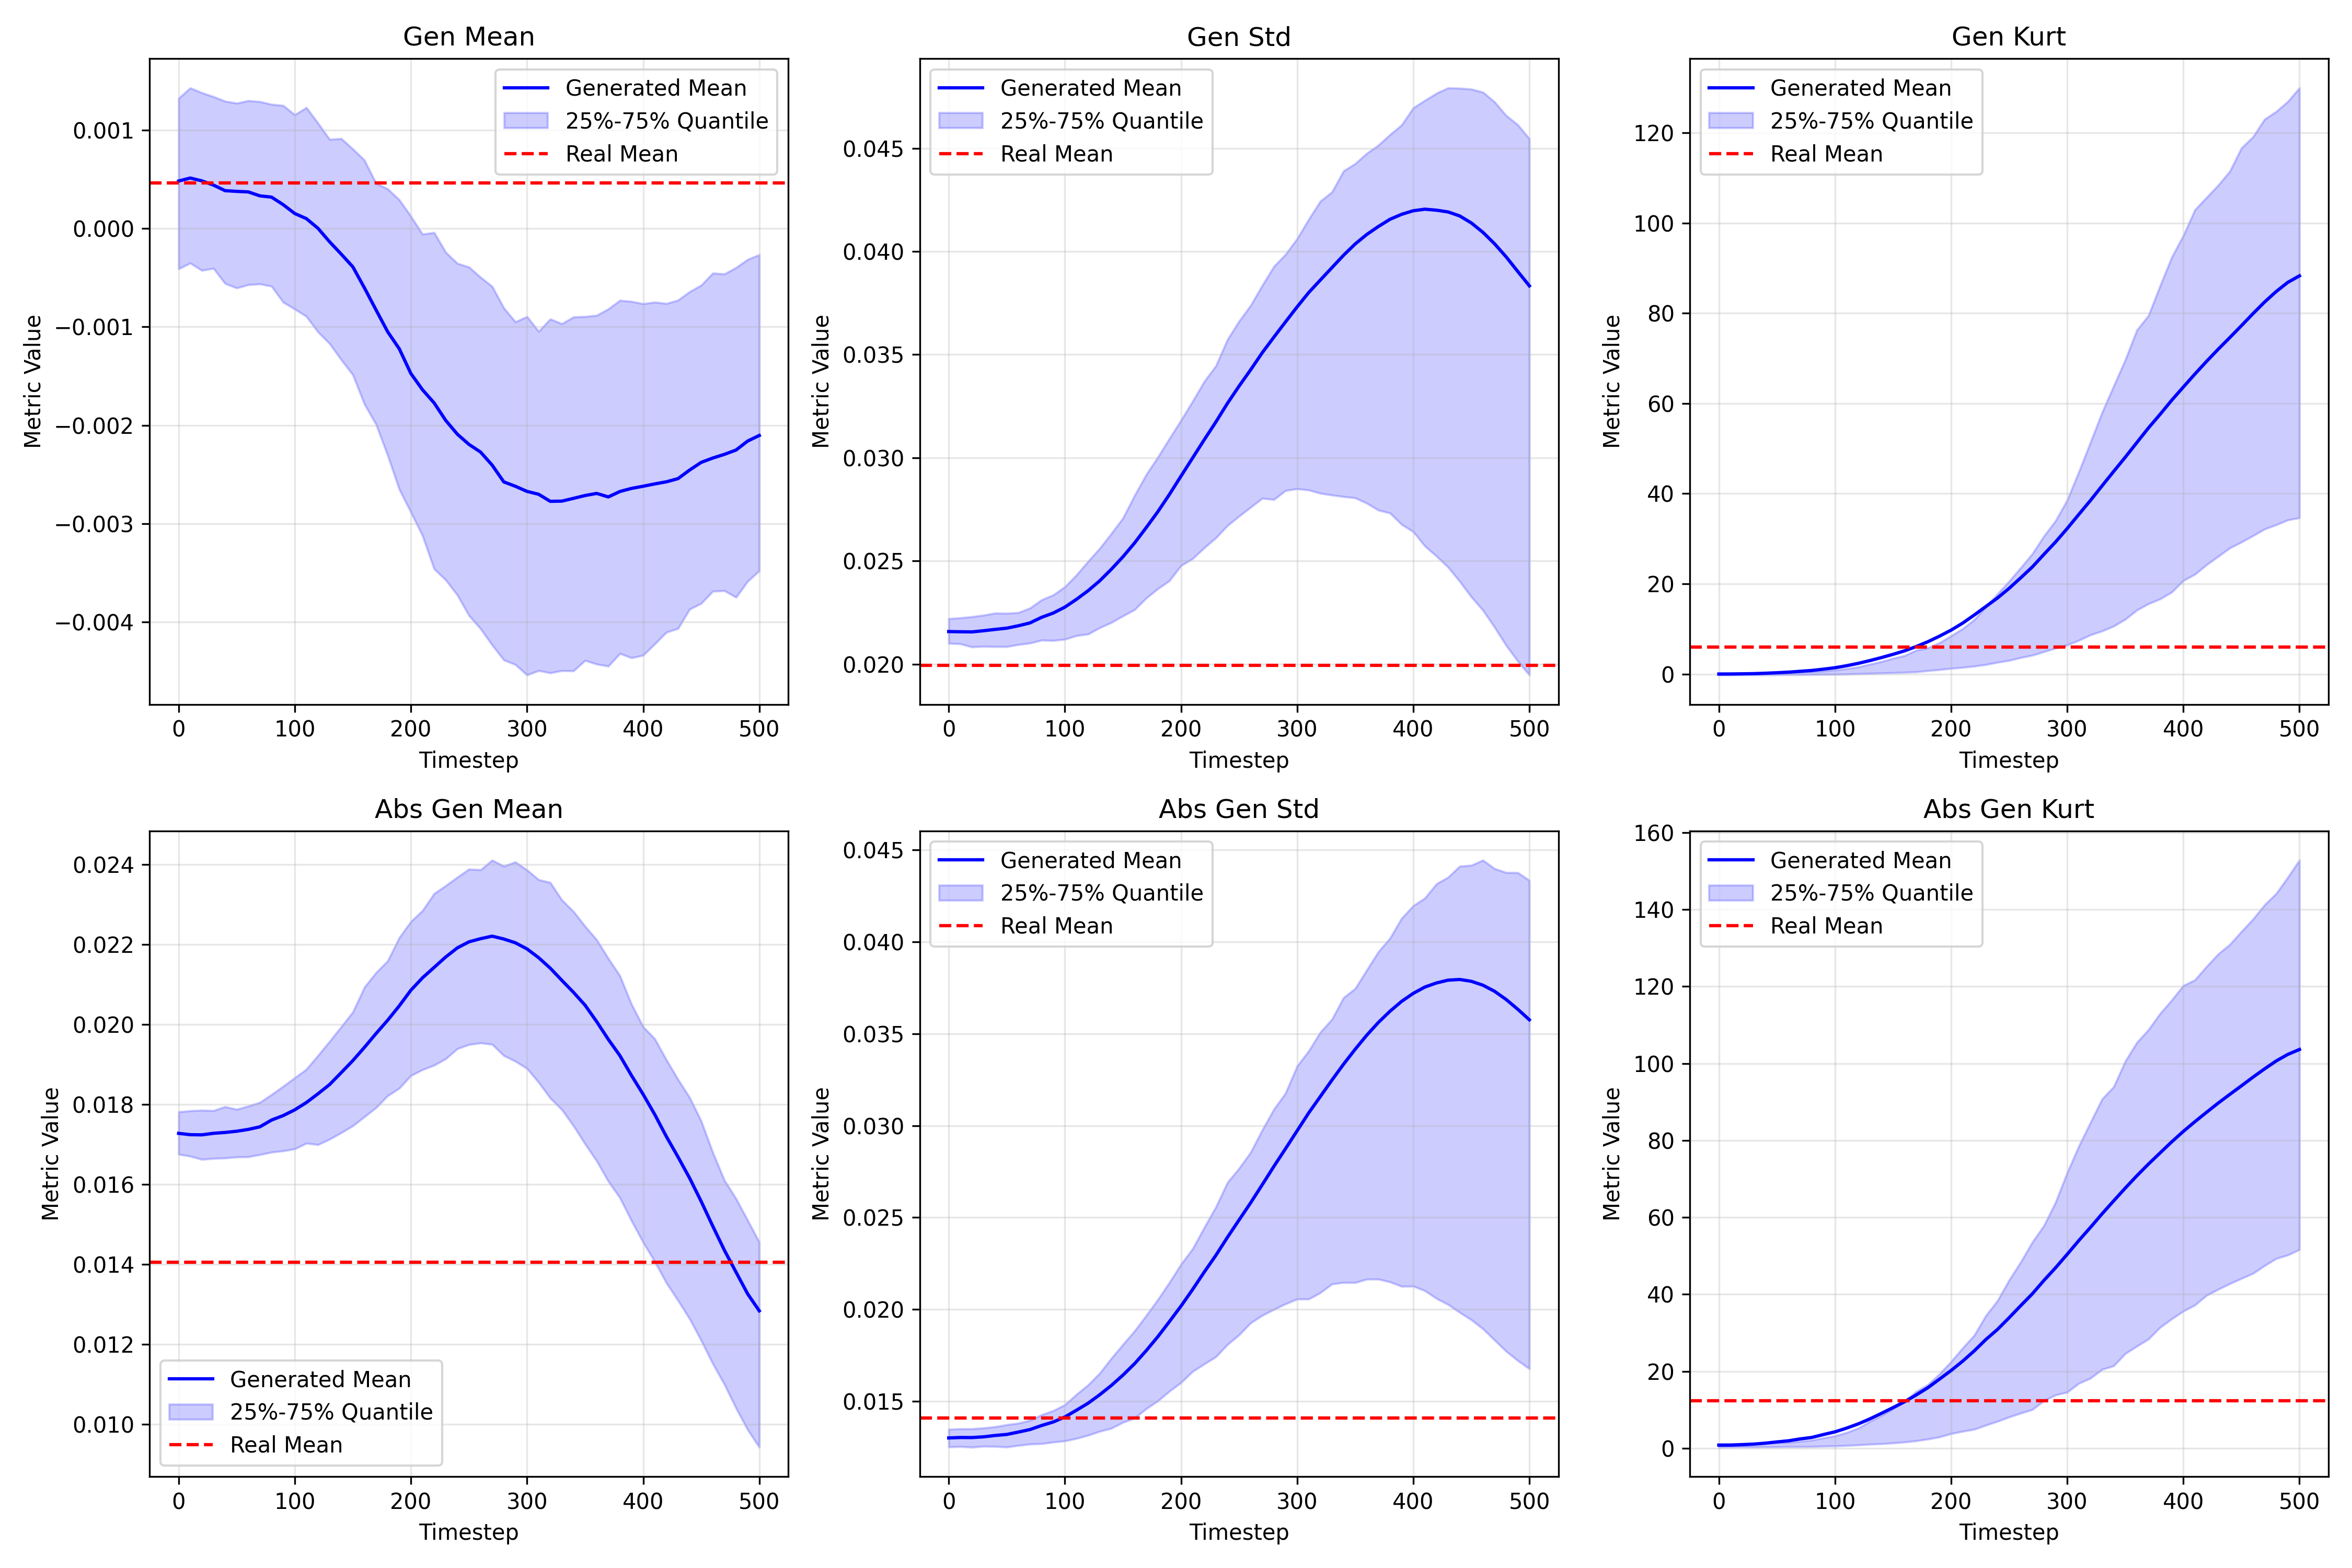 Gen Mean
Generated Mean
25%-75% Quantile
Real Mean
Metric Value
0.001
0.000
−0.001
−0.002
−0.003
−0.004
0 100 200 300 400 500
Timestep
Gen Std
Generated Mean
25%-75% Quantile
Real Mean
Metric Value
0.045
0.040
0.035
0.030
0.025
0.020
0 100 200 300 400 500
Timestep
Gen Kurt
Generated Mean
25%-75% Quantile
Real Mean
Metric Value
120
100
80
60
40
20
0
0 100 200 300 400 500
Timestep
Abs Gen Mean
Metric Value
0.024
0.022
0.020
0.018
0.016
0.014
0.012
0.010
Generated Mean
25%-75% Quantile
Real Mean
0 100 200 300 400 500
Timestep
Abs Gen Std
Generated Mean
25%-75% Quantile
Real Mean
Metric Value
0.045
0.040
0.035
0.030
0.025
0.020
0.015
0 100 200 300 400 500
Timestep
Abs Gen Kurt
Generated Mean
25%-75% Quantile
Real Mean
Metric Value
160
140
120
100
80
60
40
20
0
0 100 200 300 400 500
Timestep